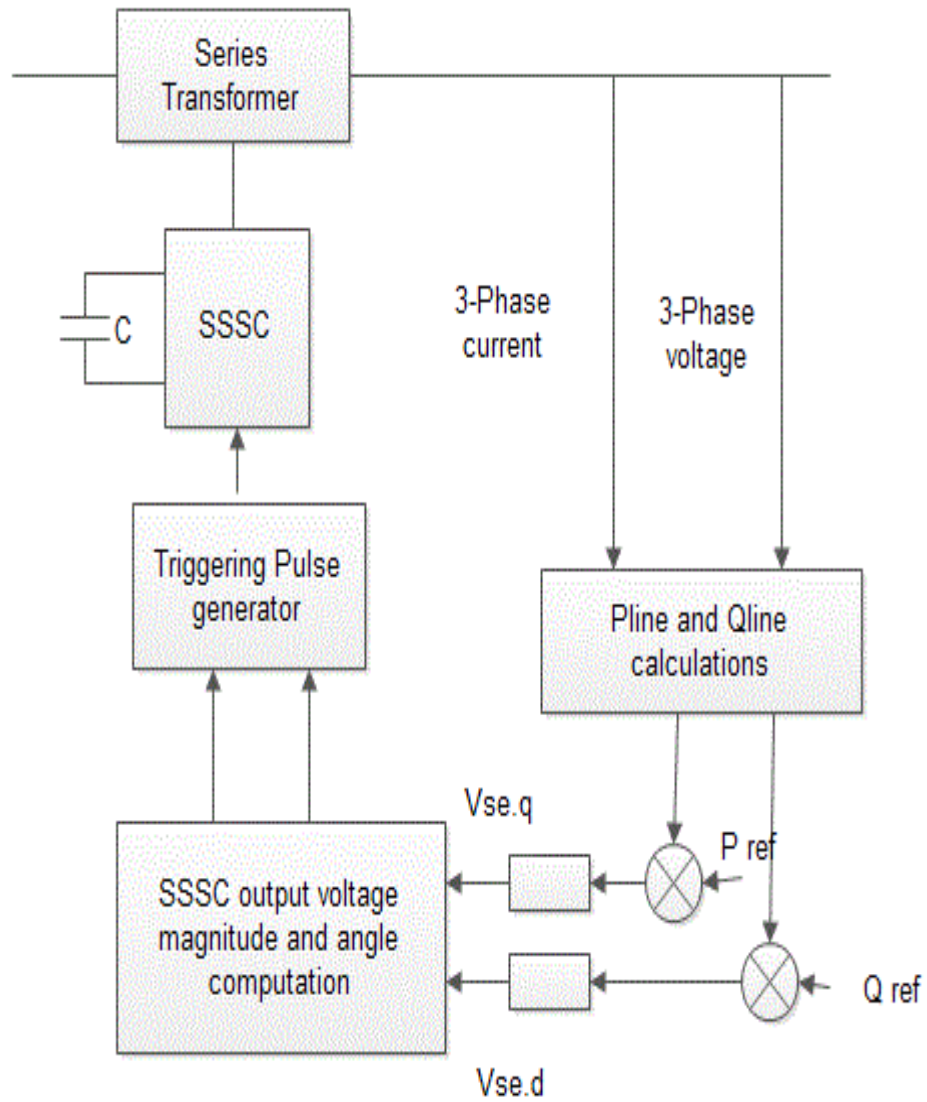 Series
Transformer
SSSC
C
3-Phase
current
3-Phase
voltage
Triggering Pulse
generator
Pline and Qline
calculations
Vse.q
P ref
SSSC output voltage
magnitude and angle
computation
Q ref
Vse.d